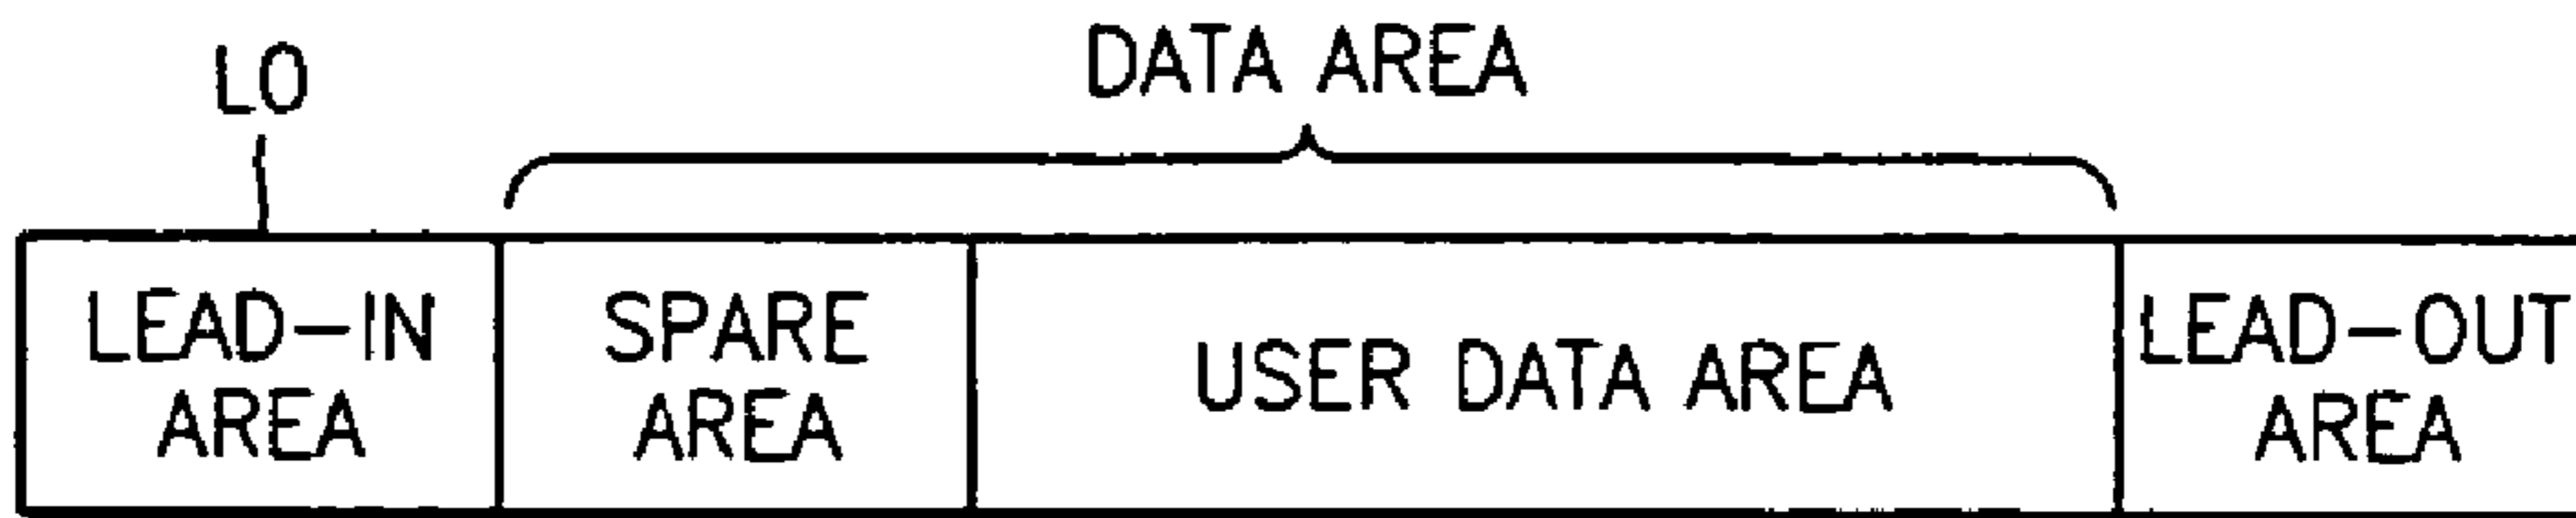 LO
DATA AREA
LEAD-IN
AREA
SPARE
AREA
USER DATA AREA
LEAD-OUT
AREA